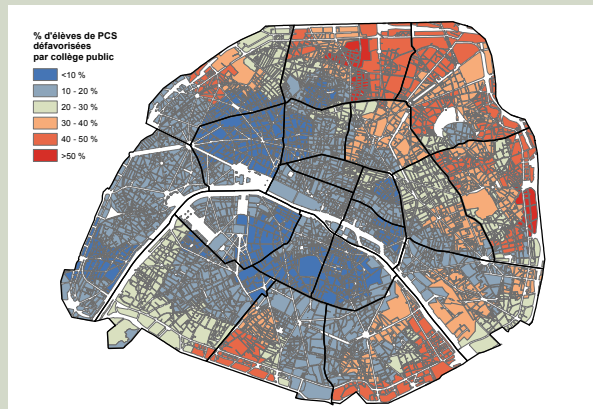 % d'élèves de PCS
défavorisées
par collège public
<10 %
10 - 20 %
20 - 30 %
30 - 40 %
40 - 50 %
>50 %